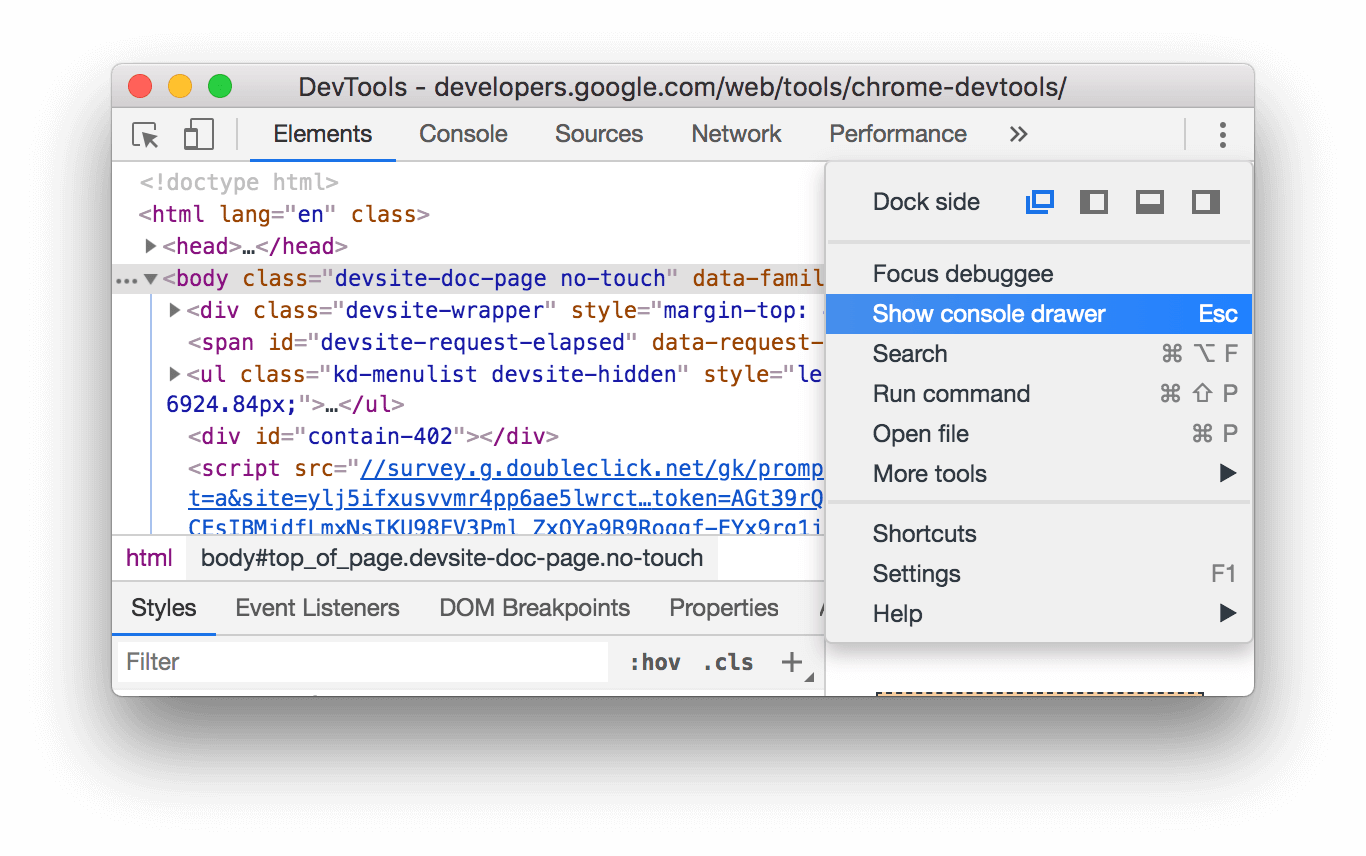 DevTools - developers.google.com/web/tools/chrome-devtools/
Elements Console Sources Network Performance »
<!doctype html>
<html lang="en" class>
▶<head>…</head>
…▼<body class="devsite-doc-page no-touch" data-famil
▶<div class="devsite-wrapper" style="margin-top:
<span id="devsite-request-elapsed" data-request-
▶<ul class="kd-menulist devsite-hidden" style="le
6924.84px;">…</ul>
<div id="contain-402"></div>
<script src="//survey.g.doubleclick.net/gk/promp
t=a&site=ylj5ifxusvvmr4pp6ae5lwrct…token=AGt39rQ
html body#top_of_page.devsite-doc-page.no-touch
Styles Event Listeners DOM Breakpoints Properties
Filter :hov .cls +
Dock side
Focus debuggee
Show console drawer Esc
Search ⌘ ⌥ F
Run command ⌘ ⇧ P
Open file ⌘ P
More tools ▶
Shortcuts
Settings F1
Help ▶